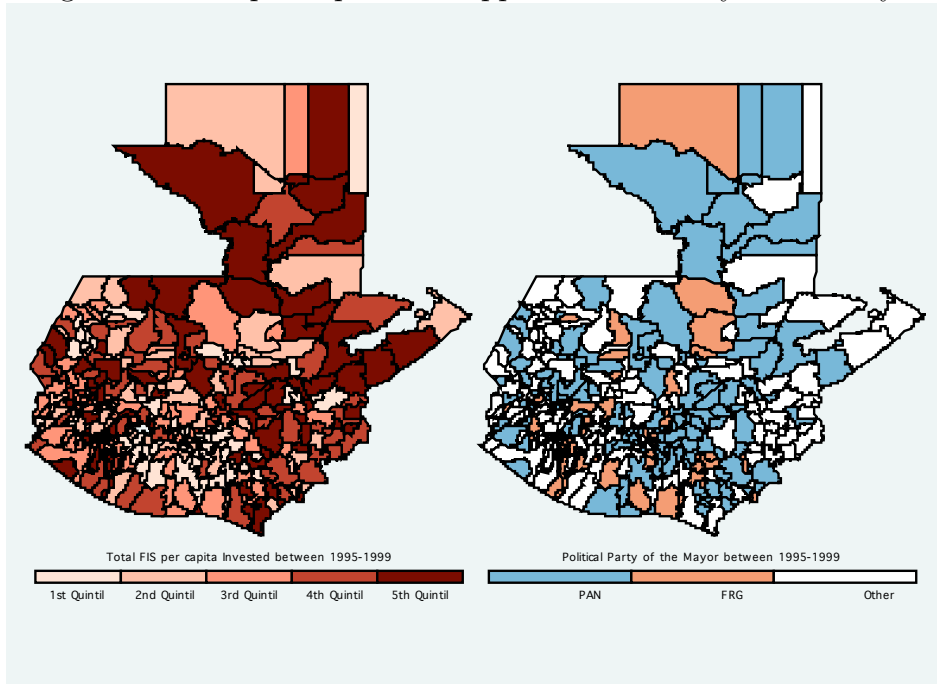 Total FIS per capita Invested between 1995-1999
1st Quintil 2nd Quintil 3rd Quintil 4th Quintil 5th Quintil
Political Party of the Mayor between 1995-1999
PAN FRG Other